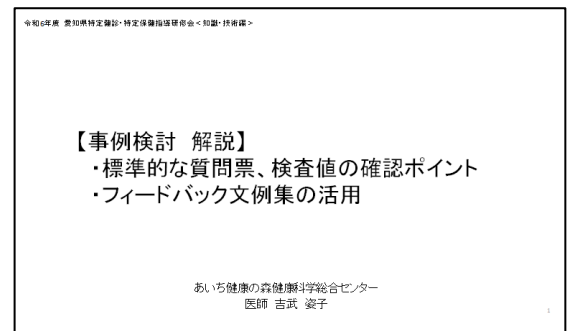 令和6年度 愛知県特定健診・特定保健指導研修会＜知識・技術編＞
【事例検討 解説】
・標準的な質問票、検査値の確認ポイント
・フィードバック文例集の活用
あいち健康の森健康科学総合センター
医師 吉武 姿子
1